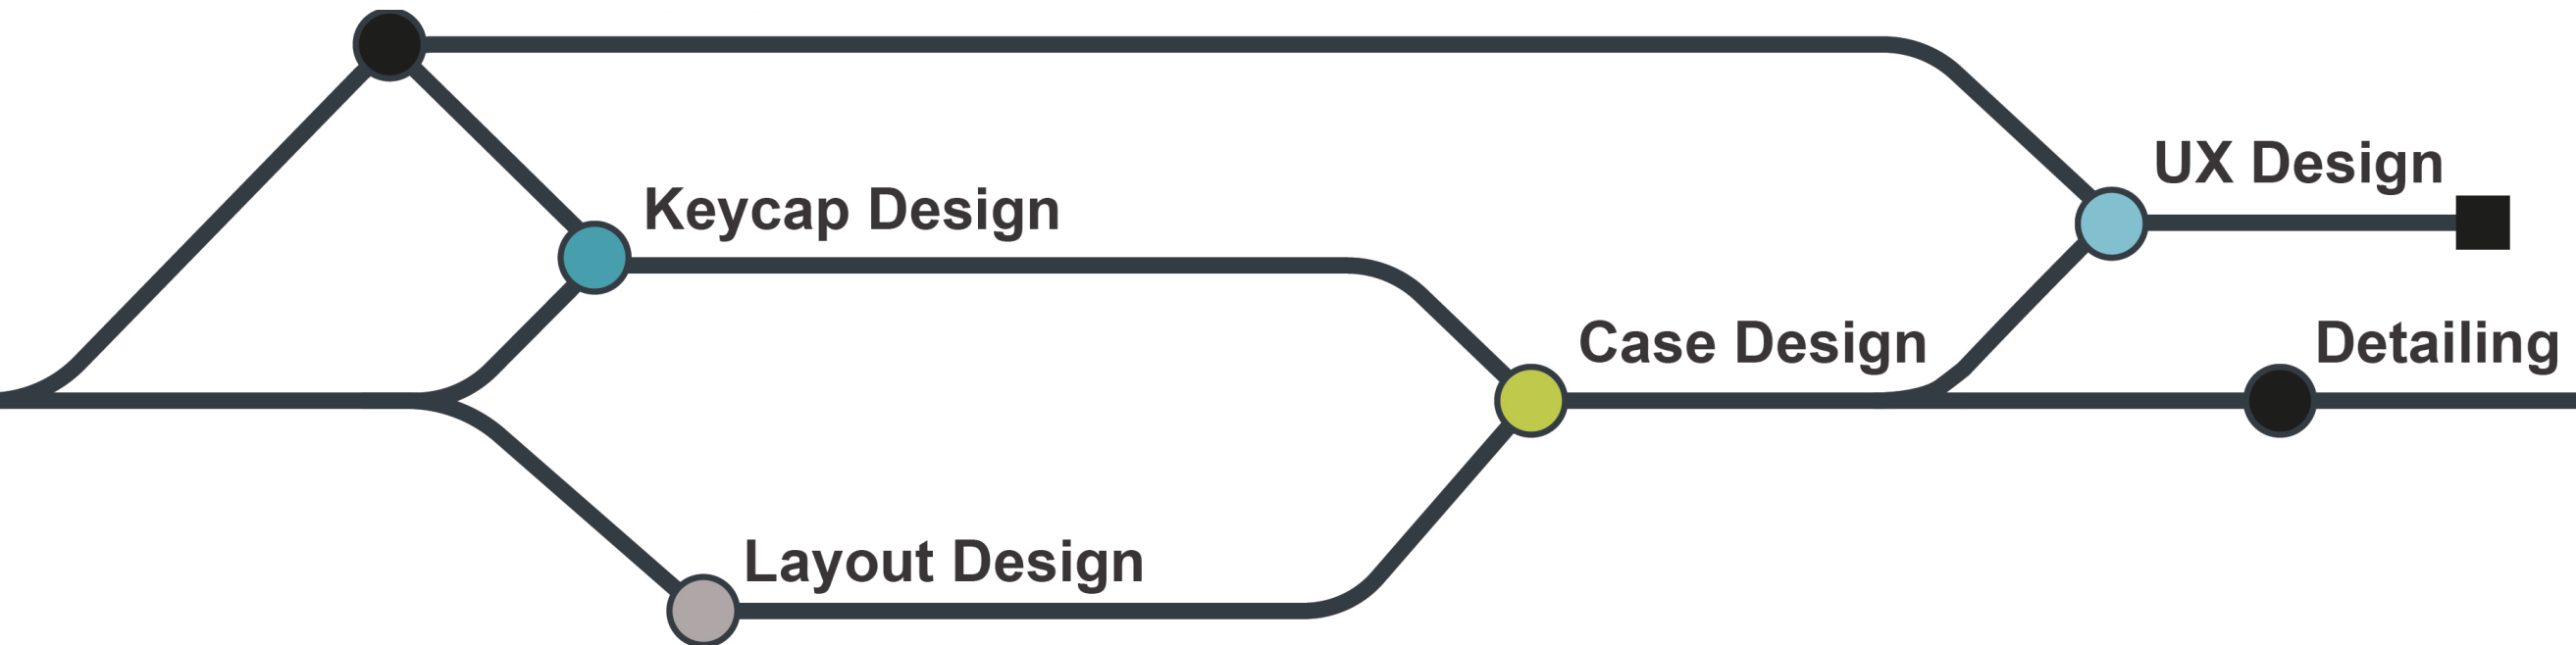 UX Design
Keycap Design
Case Design
Detailing
Layout Design